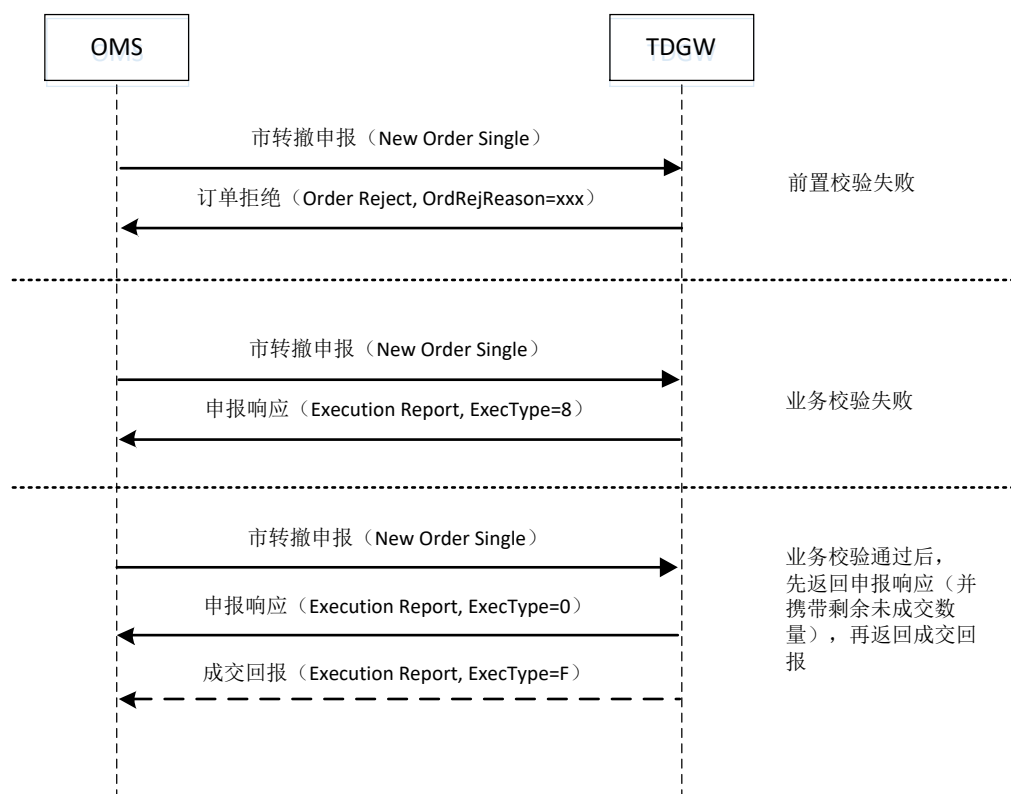 OMS
TDGW
市转撤申报（New Order Single）
订单拒绝（Order Reject, OrdRejReason=xxx）
前置校验失败
市转撤申报（New Order Single）
申报响应（Execution Report, ExecType=8）
业务校验失败
市转撤申报（New Order Single）
申报响应（Execution Report, ExecType=0）
成交回报（Execution Report, ExecType=F）
业务校验通过后，
先返回申报响应（并
携带剩余未成交数
量），再返回成交回
报